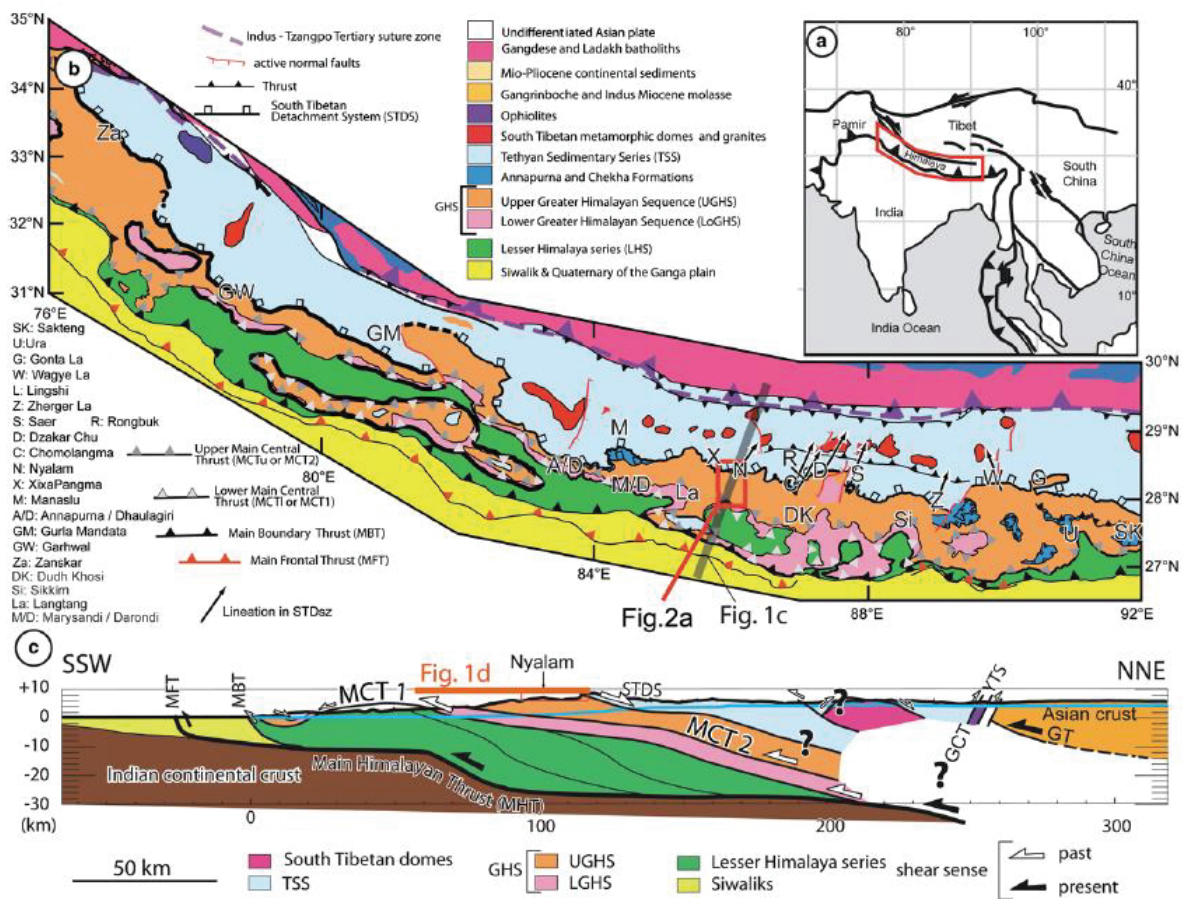 35°N
34°N
33°N
32°N
31°N
76°E
b
Indus - Tzangpo Tertiary suture zone
active normal faults
Thrust
South Tibetan
Detachment System (STDS)
Undifferentiated Asian plate
Gangdese and Ladakh batholiths
Mio-Pliocene continental sediments
Gangrinboche and Indus Miocene molasse
Ophiolites
South Tibetan metamorphic domes and granites
Tethyan Sedimentary Series (TSS)
Annapurna and Chekha Formations
GHS
Upper Greater Himalayan Sequence (UGHS)
Lower Greater Himalayan Sequence (LoGHS)
Lesser Himalaya series (LHS)
Siwalik & Quaternary of the Ganga plain
a
80°
100°
40°
Pamir
Tibet
Himalaya
South
China
India
South
China
Ocean
10°
India Ocean
Za
?
GW
GM
M
A/D
M/D
La
X
N
R
C
D
S
DK
Si
Z
W
G
U
SK
30°N
29°N
28°N
27°N
80°E
84°E
88°E
92°E
Fig.2a
Fig. 1c
SK: Sakteng
U:Ura
G: Gonta La
W: Wagye La
L: Lingshi
Z: Zherger La
S: Saer R: Rongbuk
D: Dzakar Chu
C: Chomolangma
N: Nyalam
X: XixaPangma
M: Manaslu
A/D: Annapurna / Dhaulagiri
GM: Gurla Mandata
GW: Garhwal
Za: Zanskar
DK: Dudh Khosi
Si: Sikkim
La: Langtang
M/D: Marysandi / Darondi
Upper Main Central
Thrust (MCTu or MCT2)
Lower Main Central
Thrust (MCTl or MCT1)
Main Boundary Thrust (MBT)
Main Frontal Thrust (MFT)
Lineation in STDsz
c
SSW
NNE
Fig. 1d
Nyalam
+10
0
-10
-20
-30
(km)
MFT
MBT
MCT 1
STDS
MCT 2
?
?
?
GCT
YTS
Asian crust
GT
Indian continental crust
Main Himalayan Thrust (MHT)
0
100
200
300
50 km
South Tibetan domes
TSS
GHS
UGHS
LGHS
Lesser Himalaya series
Siwaliks
shear sense
past
present